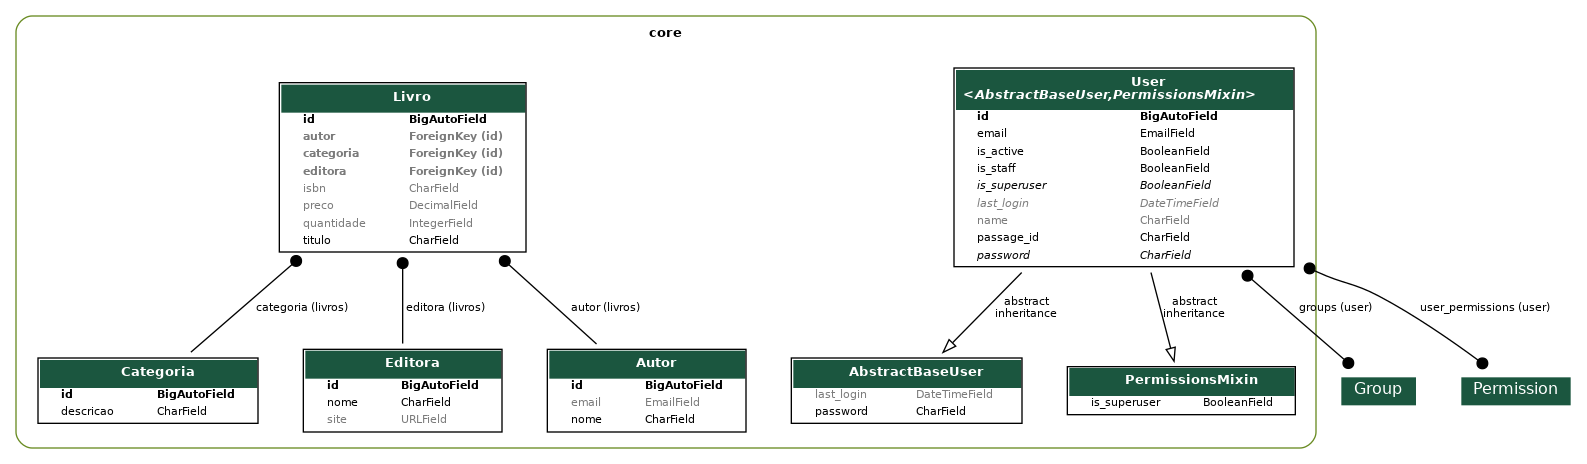 core
Livro
id BigAutoField
autor ForeignKey (id)
categoria ForeignKey (id)
editora ForeignKey (id)
isbn CharField
preco DecimalField
quantidade IntegerField
titulo CharField
User
<AbstractBaseUser,PermissionsMixin>
id BigAutoField
email EmailField
is_active BooleanField
is_staff BooleanField
is_superuser BooleanField
last_login DateTimeField
name CharField
passage_id CharField
password CharField
categoria (livros)
editora (livros)
autor (livros)
abstract
inheritance
abstract
inheritance
groups (user)
user_permissions (user)
Categoria
id BigAutoField
descricao CharField
Editora
id BigAutoField
nome CharField
site URLField
Autor
id BigAutoField
email EmailField
nome CharField
AbstractBaseUser
last_login DateTimeField
password CharField
PermissionsMixin
is_superuser BooleanField
Group
Permission